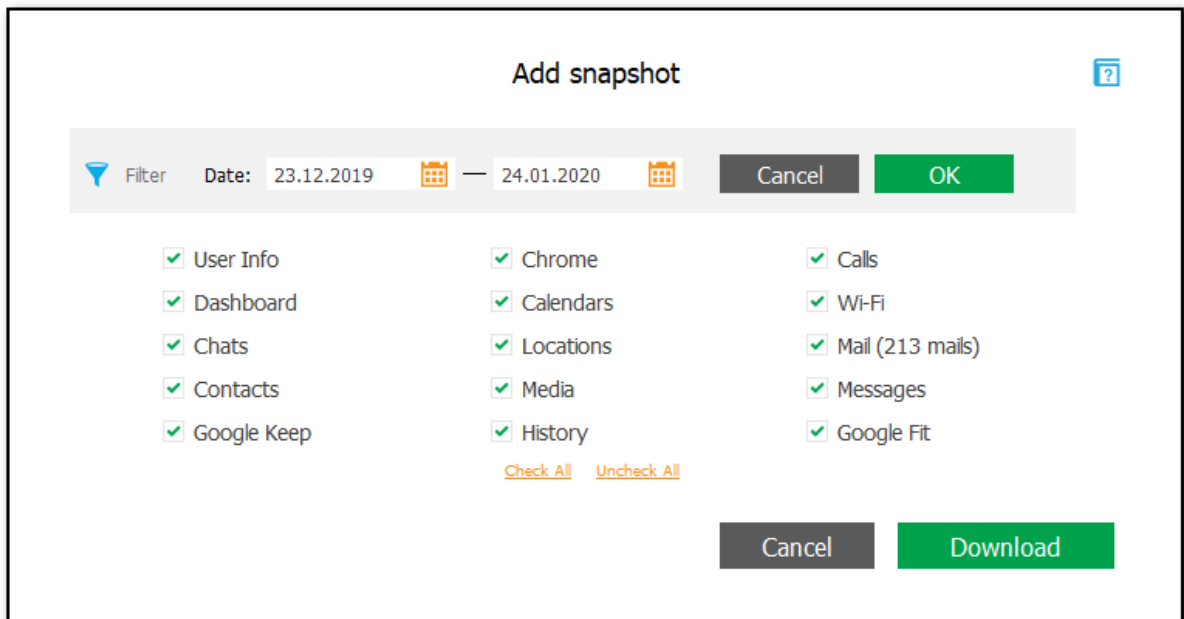 Add snapshot
Filter Date: 23.12.2019 — 24.01.2020 Cancel OK
User Info Chrome Calls
Dashboard Calendars Wi-Fi
Chats Locations Mail (213 mails)
Contacts Media Messages
Google Keep History Google Fit
Check All Uncheck All
Cancel Download